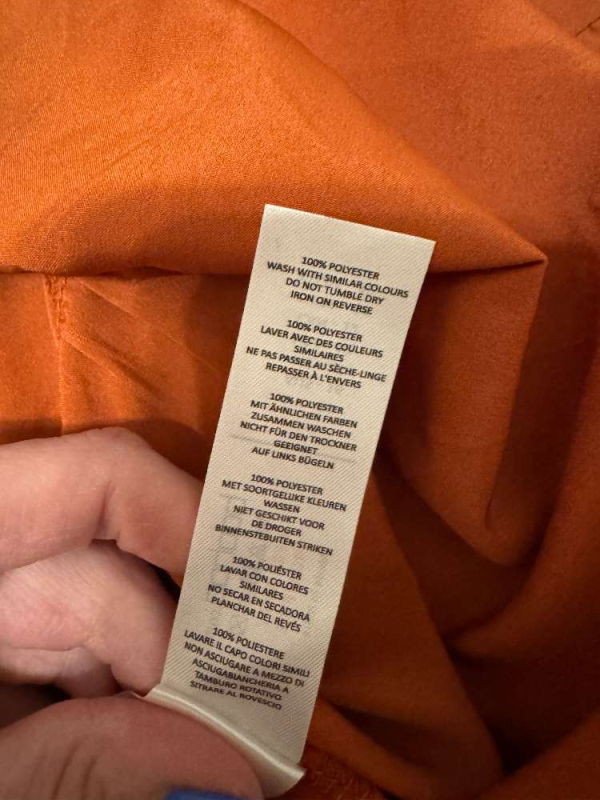 100% POLYESTER
WASH WITH SIMILAR COLOURS
DO NOT TUMBLE DRY
IRON ON REVERSE
100% POLYESTER
LAVER AVEC DES COULEURS
SIMILAIRES
NE PAS PASSER AU SÈCHE-LINGE
REPASSER À L'ENVERS
100% POLYESTER
MIT ÄHNLICHEN FARBEN
ZUSAMMEN WASCHEN
NICHT FÜR DEN TROCKNER
GEEIGNET
AUF LINKS BÜGELN
100% POLYESTER
MET SOORTGELIJKE KLEUREN
WASSEN
NIET GESCHIKT VOOR
DE DROGER
BINNENSTEBUITEN STRIKEN
100% POLIÉSTER
LAVAR CON COLORES
SIMILARES
NO SECAR EN SECADORA
PLANCHAR DEL REVÉS
100% POLIESTERE
LAVARE IL CAPO COLORI SIMILI
NON ASCIUGARE A MEZZO DI
ASCIUGABIANCHERIA A
TAMBURO ROTATIVO
SITRARE AL ROVESCIO